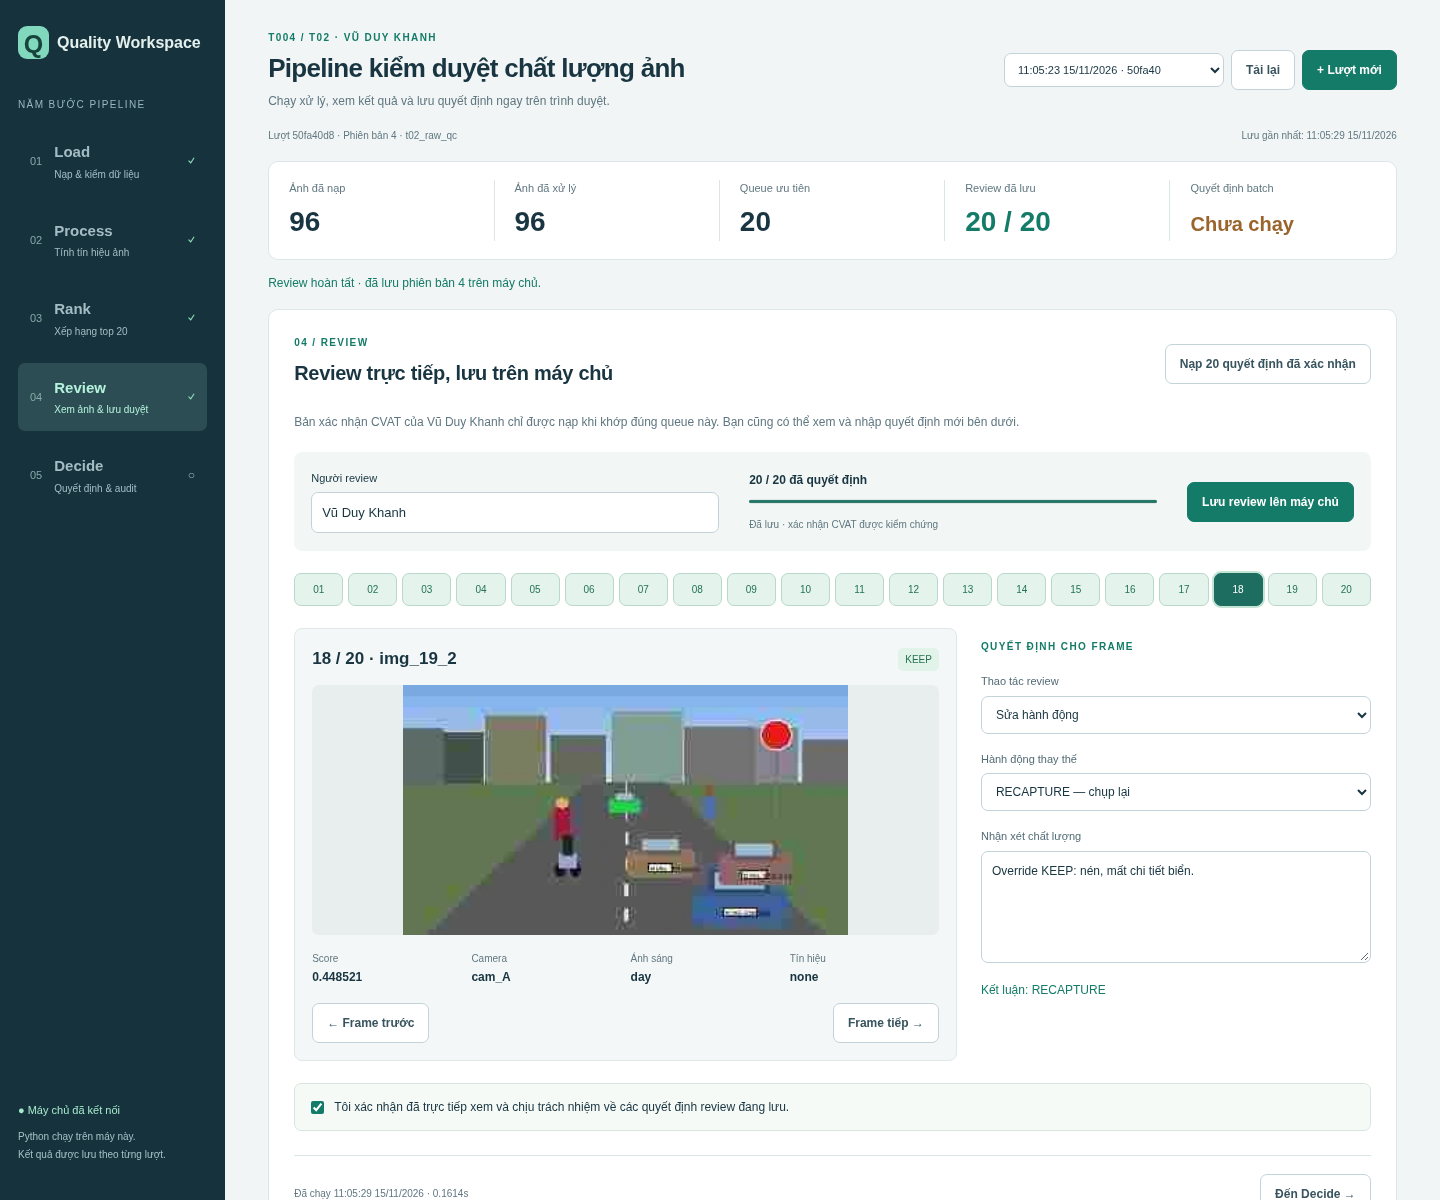 Q Quality Workspace
NĂM BƯỚC PIPELINE
01 Load ✓
Nạp & kiểm dữ liệu
02 Process ✓
Tính tín hiệu ảnh
03 Rank ✓
Xếp hạng top 20
04 Review ✓
Xem ảnh & lưu duyệt
05 Decide ○
Quyết định & audit
● Máy chủ đã kết nối
Python chạy trên máy này.
Kết quả được lưu theo từng lượt.
T004 / T02 · VŨ DUY KHANH
Pipeline kiểm duyệt chất lượng ảnh
Chạy xử lý, xem kết quả và lưu quyết định ngay trên trình duyệt.
11:05:23 15/11/2026 · 50fa40
Tải lại
+ Lượt mới
Lượt 50fa40d8 · Phiên bản 4 · t02_raw_qc
Lưu gần nhất: 11:05:29 15/11/2026
Ảnh đã nạp
96
Ảnh đã xử lý
96
Queue ưu tiên
20
Review đã lưu
20 / 20
Quyết định batch
Chưa chạy
Review hoàn tất · đã lưu phiên bản 4 trên máy chủ.
04 / REVIEW
Review trực tiếp, lưu trên máy chủ
Nạp 20 quyết định đã xác nhận
Bản xác nhận CVAT của Vũ Duy Khanh chỉ được nạp khi khớp đúng queue này. Bạn cũng có thể xem và nhập quyết định mới bên dưới.
Người review
Vũ Duy Khanh
20 / 20 đã quyết định
Đã lưu · xác nhận CVAT được kiểm chứng
Lưu review lên máy chủ
01 02 03 04 05 06 07 08 09 10 11 12 13 14 15 16 17 18 19 20
18 / 20 · img_19_2
KEEP
Score
0.448521
Camera
cam_A
Ánh sáng
day
Tín hiệu
none
← Frame trước
Frame tiếp →
QUYẾT ĐỊNH CHO FRAME
Thao tác review
Sửa hành động
Hành động thay thế
RECAPTURE — chụp lại
Nhận xét chất lượng
Override KEEP: nén, mất chi tiết biển.
Kết luận: RECAPTURE
Tôi xác nhận đã trực tiếp xem và chịu trách nhiệm về các quyết định review đang lưu.
Đã chạy 11:05:29 15/11/2026 · 0.1614s
Đến Decide →